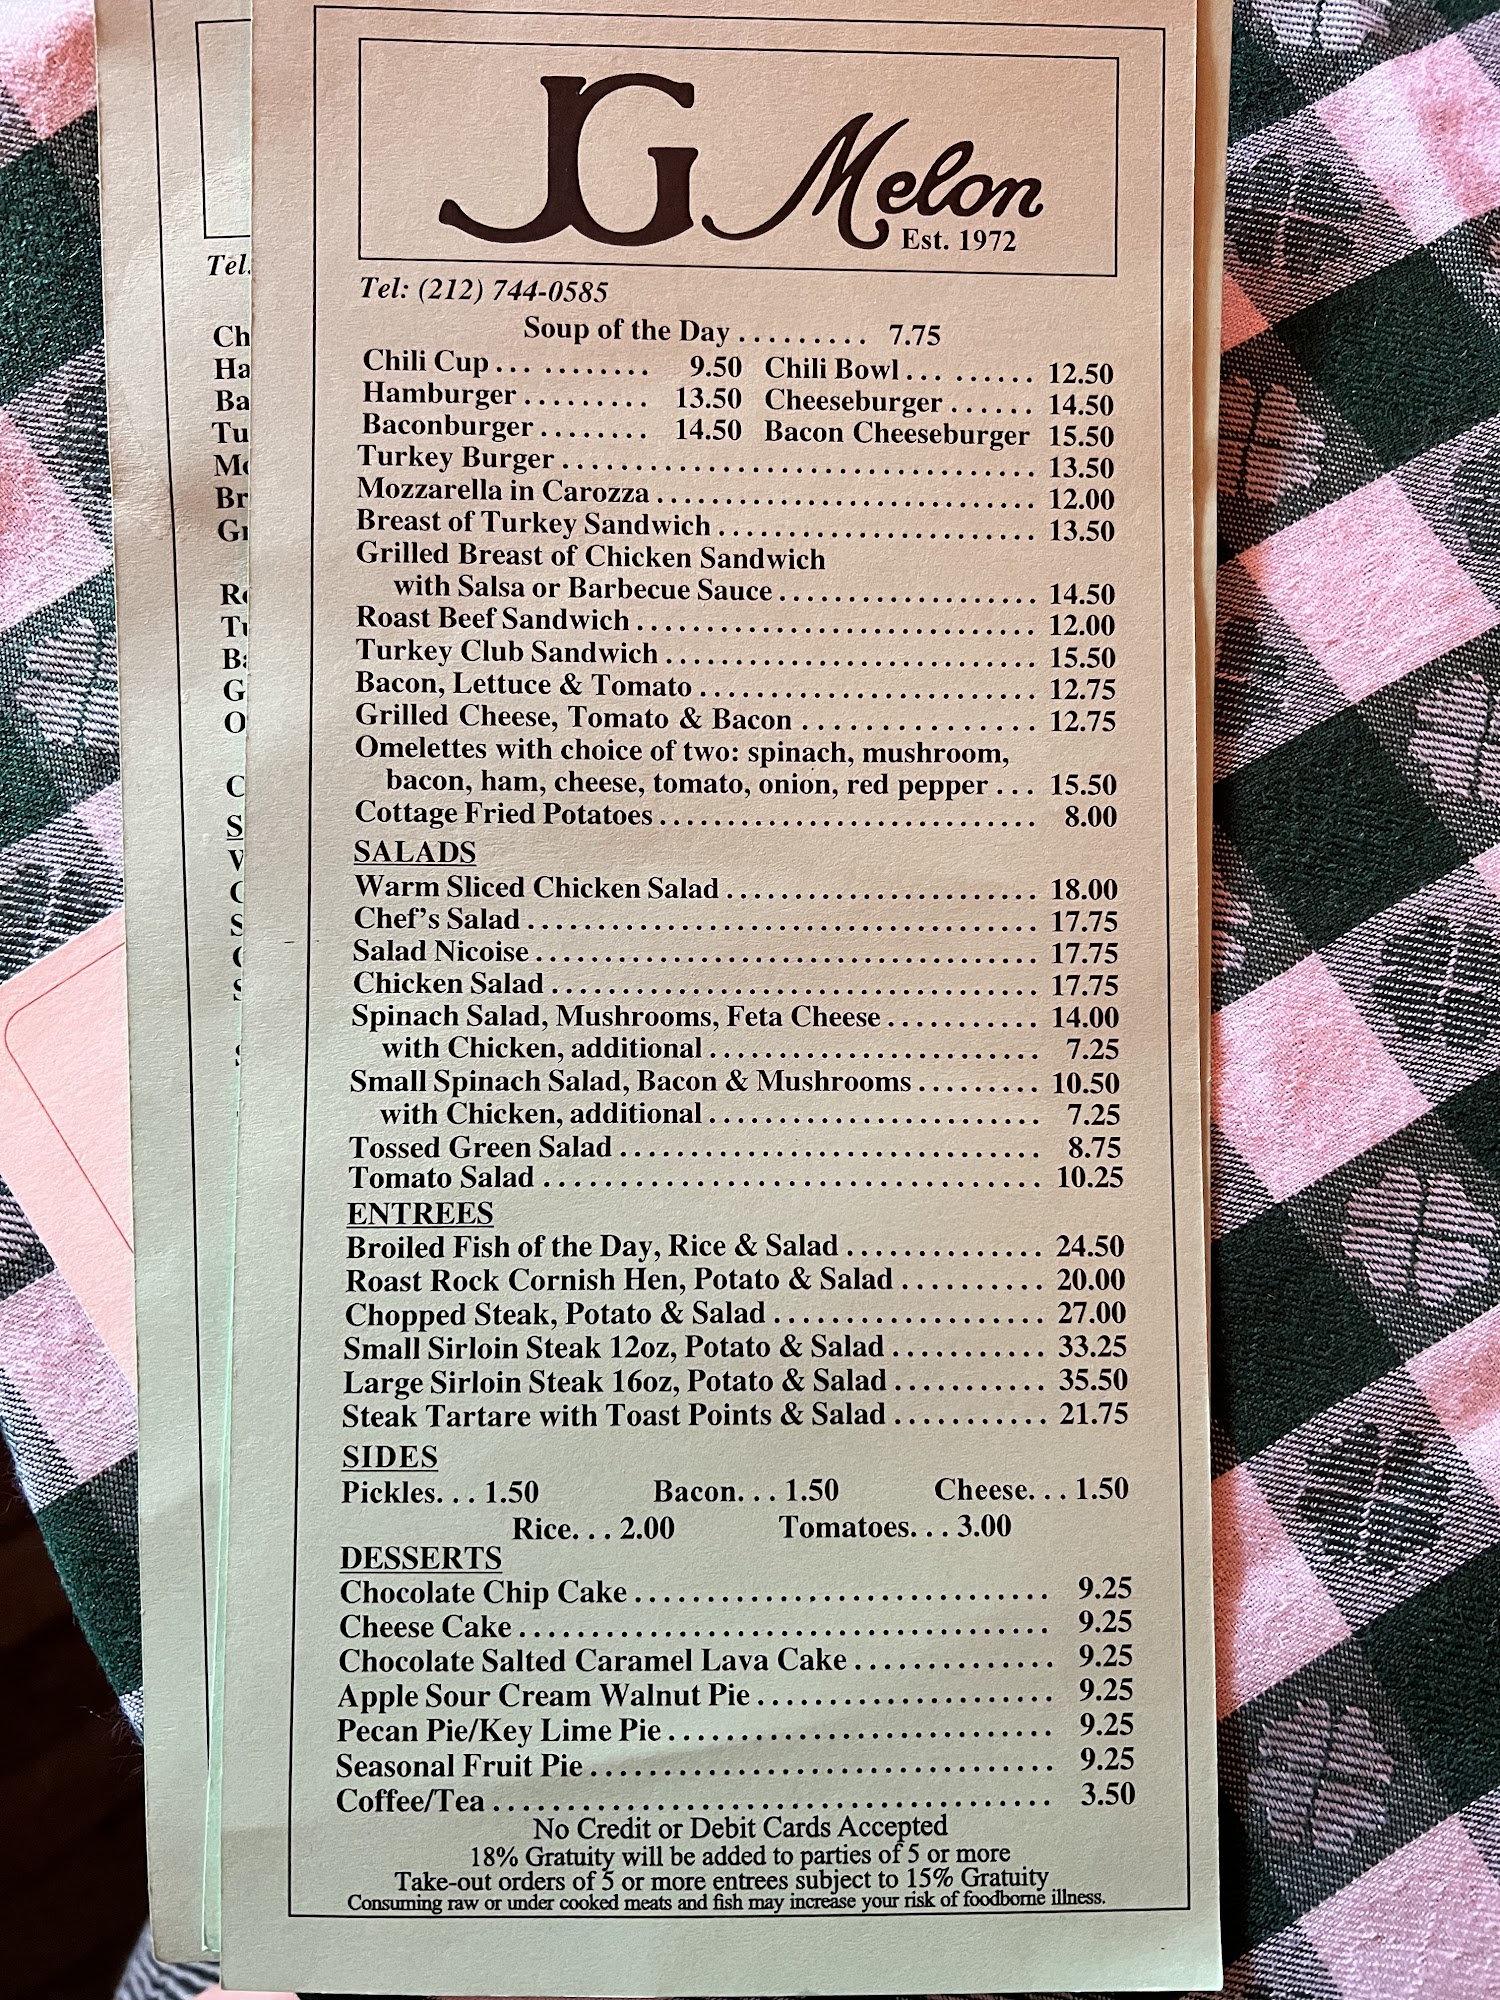 JG Melon
Est. 1972
Tel: (212) 744-0585
Soup of the Day ......... 7.75
Chili Cup ... ........ 9.50 Chili Bowl ... ...... 12.50
Hamburger ......... 13.50 Cheeseburger ...... 14.50
Baconburger ........ 14.50 Bacon Cheeseburger 15.50
Turkey Burger ................................... 13.50
Mozzarella in Carozza ............................ 12.00
Breast of Turkey Sandwich ........................ 13.50
Grilled Breast of Chicken Sandwich
with Salsa or Barbecue Sauce ................... 14.50
Roast Beef Sandwich .............................. 12.00
Turkey Club Sandwich ............................ 15.50
Bacon, Lettuce & Tomato ......................... 12.75
Grilled Cheese, Tomato & Bacon .............. 12.75
Omelettes with choice of two: spinach, mushroom,
bacon, ham, cheese, tomato, onion, red pepper ... 15.50
Cottage Fried Potatoes ............................ 8.00
SALADS
Warm Sliced Chicken Salad ....................... 18.00
Chef's Salad ..................................... 17.75
Salad Nicoise ..................................... 17.75
Chicken Salad .................................... 17.75
Spinach Salad, Mushrooms, Feta Cheese ........... 14.00
with Chicken, additional ........................ 7.25
Small Spinach Salad, Bacon & Mushrooms ......... 10.50
with Chicken, additional ........................ 7.25
Tossed Green Salad ............................... 8.75
Tomato Salad .................................... 10.25
ENTREES
Broiled Fish of the Day, Rice & Salad .............. 24.50
Roast Rock Cornish Hen, Potato & Salad .......... 20.00
Chopped Steak, Potato & Salad .................... 27.00
Small Sirloin Steak 12oz, Potato & Salad ........... 33.25
Large Sirloin Steak 16oz, Potato & Salad ........... 35.50
Steak Tartare with Toast Points & Salad ........... 21.75
SIDES
Pickles. . . 1.50 Bacon. . . 1.50 Cheese. . . 1.50
Rice. . . 2.00 Tomatoes. . . 3.00
DESSERTS
Chocolate Chip Cake .............................. 9.25
Cheese Cake ..................................... 9.25
Chocolate Salted Caramel Lava Cake .............. 9.25
Apple Sour Cream Walnut Pie ...................... 9.25
Pecan Pie/Key Lime Pie ............................ 9.25
Seasonal Fruit Pie ................................. 9.25
Coffee/Tea ....................................... 3.50
No Credit or Debit Cards Accepted
18% Gratuity will be added to parties of 5 or more
Take-out orders of 5 or more entrees subject to 15% Gratuity
Consuming raw or under cooked meats and fish may increase your risk of foodborne illness.